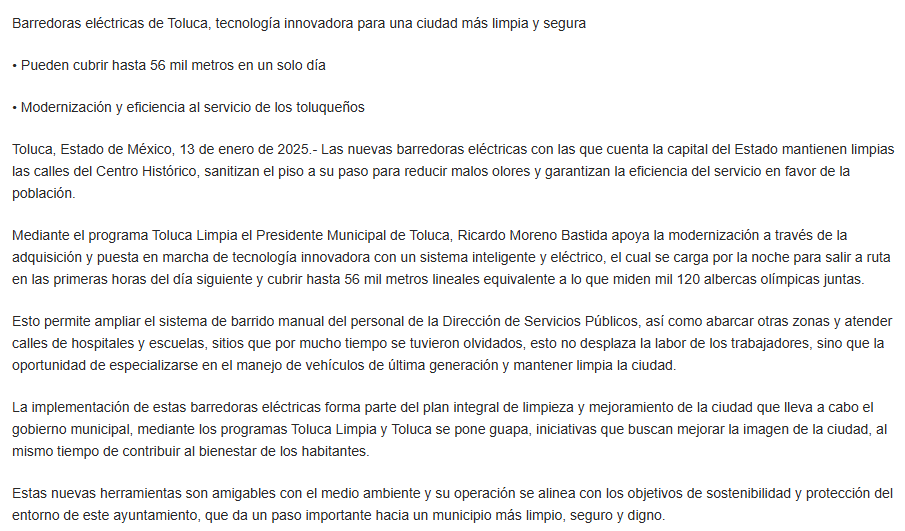 Barredoras eléctricas de Toluca, tecnología innovadora para una ciudad más limpia y segura
• Pueden cubrir hasta 56 mil metros en un solo día
• Modernización y eficiencia al servicio de los toluqueños
Toluca, Estado de México, 13 de enero de 2025.- Las nuevas barredoras eléctricas con las que cuenta la capital del Estado mantienen limpias
las calles del Centro Histórico, sanitizan el piso a su paso para reducir malos olores y garantizan la eficiencia del servicio en favor de la
población.
Mediante el programa Toluca Limpia el Presidente Municipal de Toluca, Ricardo Moreno Bastida apoya la modernización a través de la
adquisición y puesta en marcha de tecnología innovadora con un sistema inteligente y eléctrico, el cual se carga por la noche para salir a ruta
en las primeras horas del día siguiente y cubrir hasta 56 mil metros lineales equivalente a lo que miden mil 120 albercas olímpicas juntas.
Esto permite ampliar el sistema de barrido manual del personal de la Dirección de Servicios Públicos, así como abarcar otras zonas y atender
calles de hospitales y escuelas, sitios que por mucho tiempo se tuvieron olvidados, esto no desplaza la labor de los trabajadores, sino que la
oportunidad de especializarse en el manejo de vehículos de última generación y mantener limpia la ciudad.
La implementación de estas barredoras eléctricas forma parte del plan integral de limpieza y mejoramiento de la ciudad que lleva a cabo el
gobierno municipal, mediante los programas Toluca Limpia y Toluca se pone guapa, iniciativas que buscan mejorar la imagen de la ciudad, al
mismo tiempo de contribuir al bienestar de los habitantes.
Estas nuevas herramientas son amigables con el medio ambiente y su operación se alinea con los objetivos de sostenibilidad y protección del
entorno de este ayuntamiento, que da un paso importante hacia un municipio más limpio, seguro y digno.